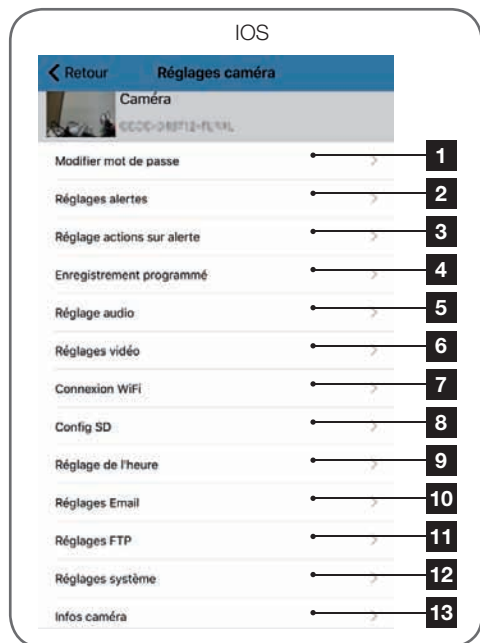 IOS
Retour Réglages caméra
Caméra
Modifier mot de passe 1
Réglages alertes 2
Réglage actions sur alerte 3
Enregistrement programmé 4
Réglage audio 5
Réglages vidéo 6
Connexion WiFi 7
Config SD 8
Réglage de l'heure 9
Réglages Email 10
Réglages FTP 11
Réglages système 12
Infos caméra 13